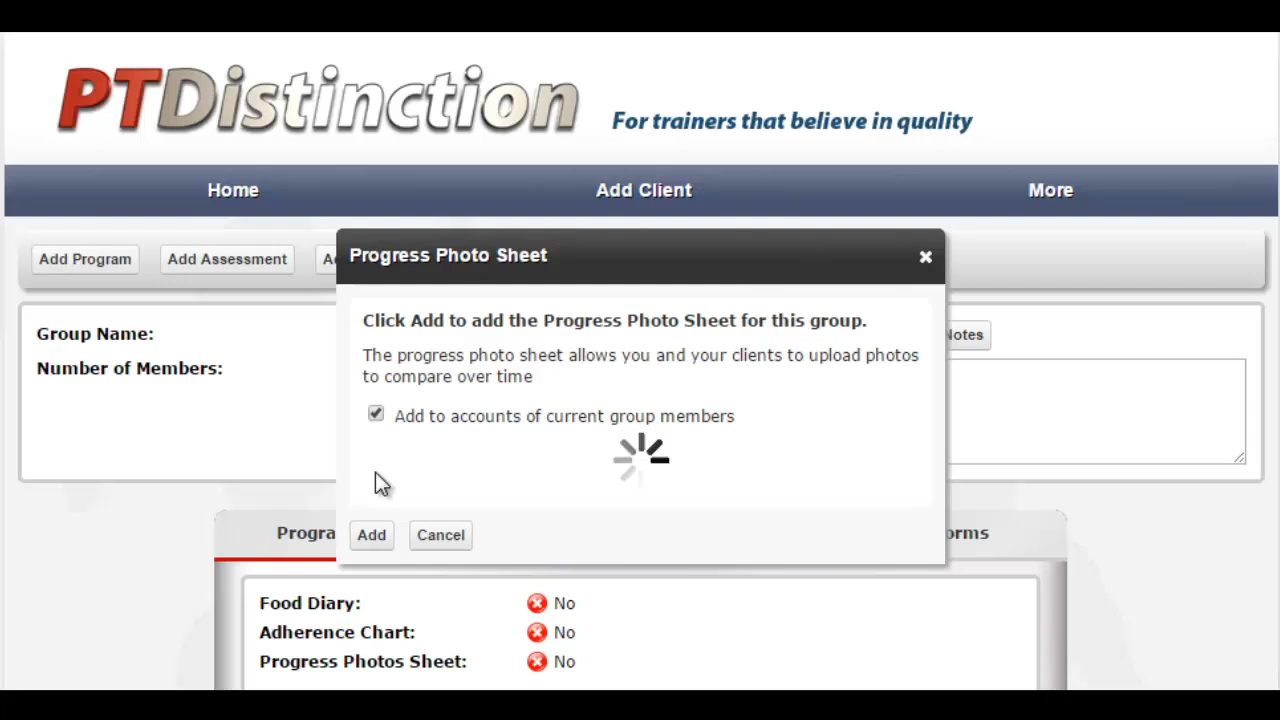 PTDistinction For trainers that believe in quality
Home Add Client More
Add Program Add Assessment
Progress Photo Sheet
Click Add to add the Progress Photo Sheet for this group.
The progress photo sheet allows you and your clients to upload photos
to compare over time
Add to accounts of current group members
Add Cancel
Group Name:
Number of Members:
Food Diary: No
Adherence Chart: No
Progress Photos Sheet: No